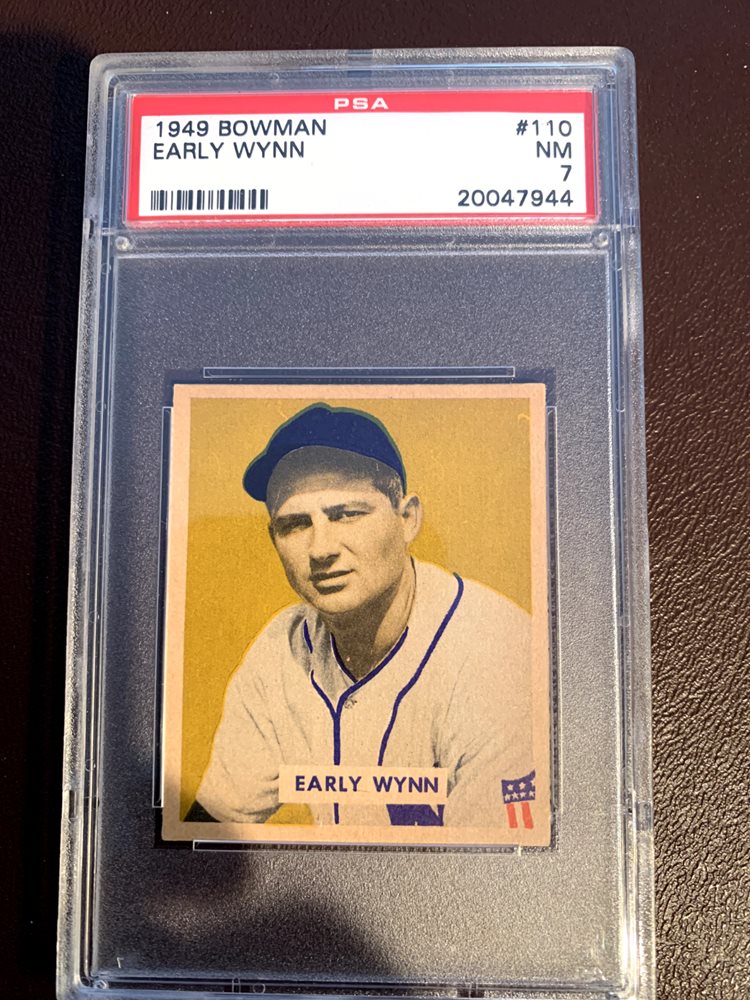 PSA
1949 BOWMAN #110
EARLY WYNN NM
7
20047944
EARLY WYNN